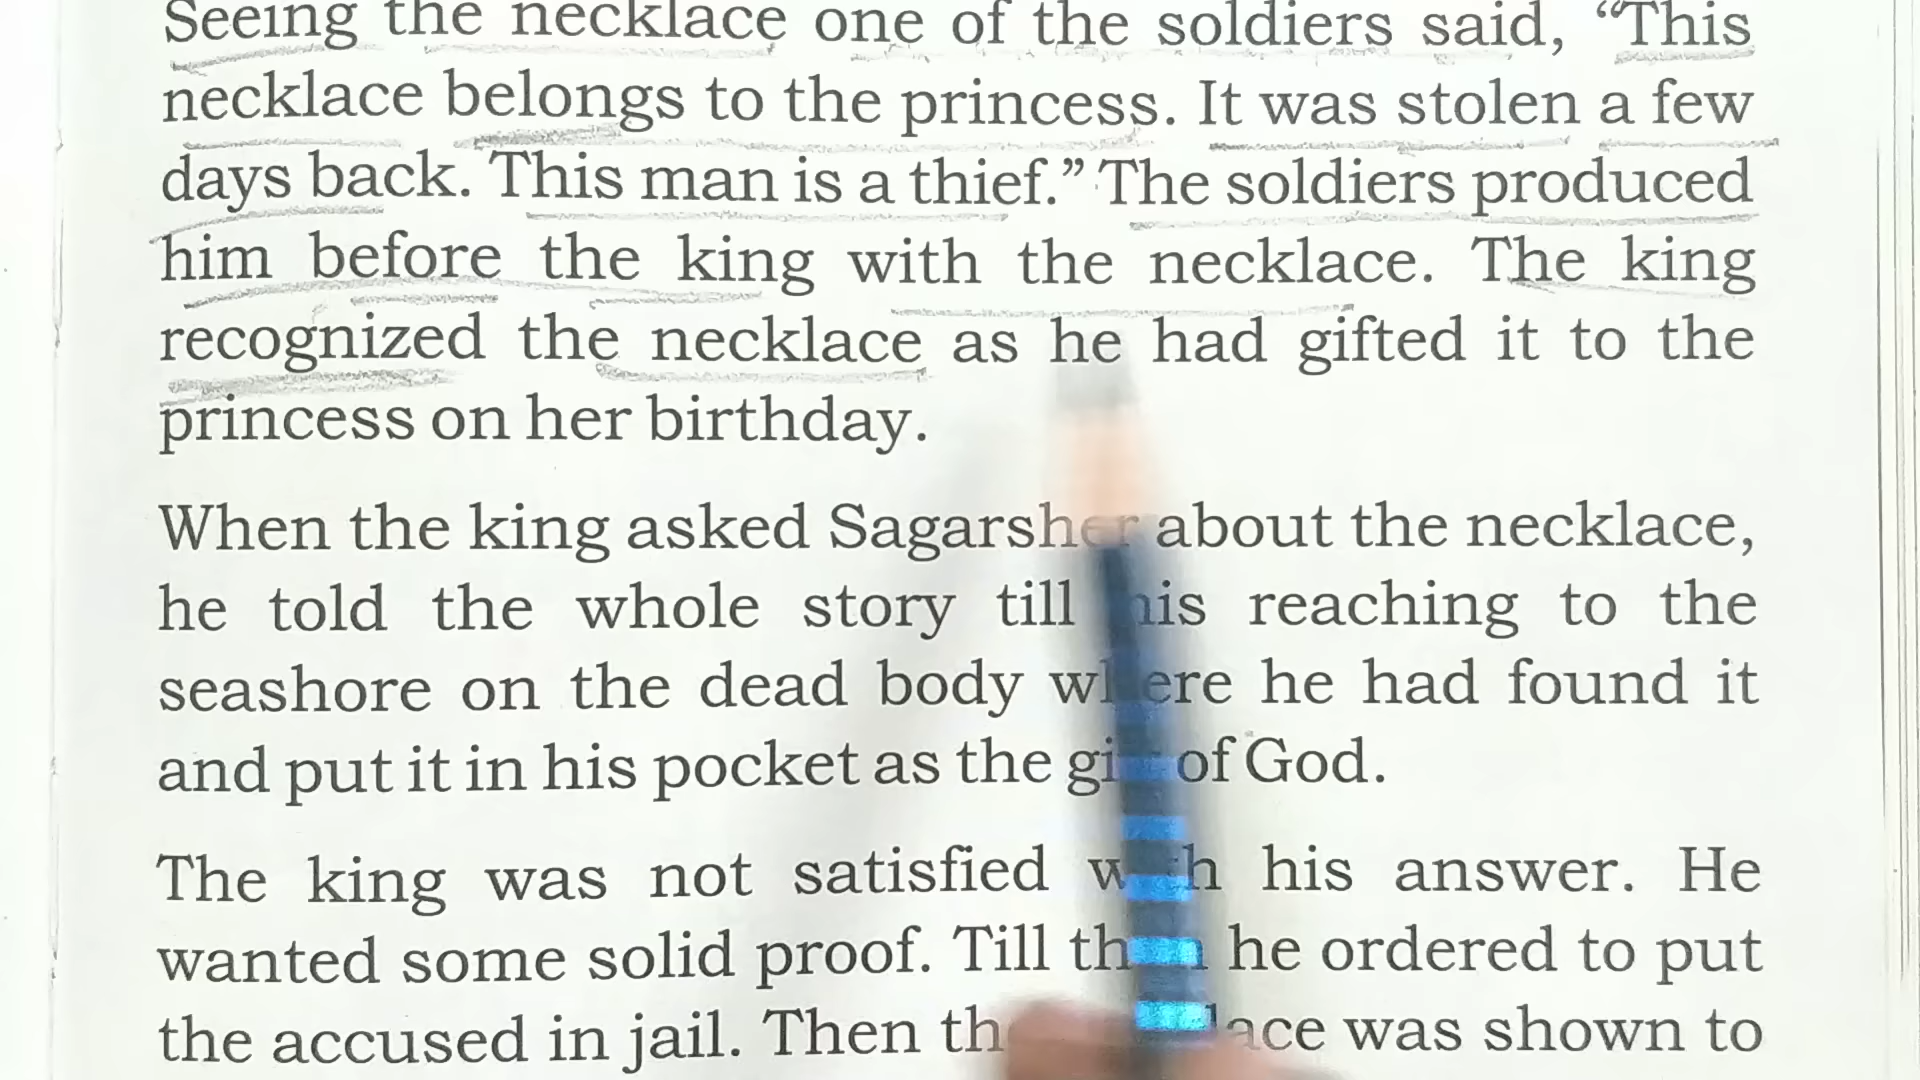 Seeing the necklace one of the soldiers said, “This
necklace belongs to the princess. It was stolen a few
days back. This man is a thief.” The soldiers produced
him before the king with the necklace. The king
recognized the necklace as he had gifted it to the
princess on her birthday.
When the king asked Sagarsher about the necklace,
he told the whole story till his reaching to the
seashore on the dead body where he had found it
and put it in his pocket as the of God.
The king was not satisfied with his answer. He
wanted some solid proof. Till then he ordered to put
the accused in jail. Then was shown to